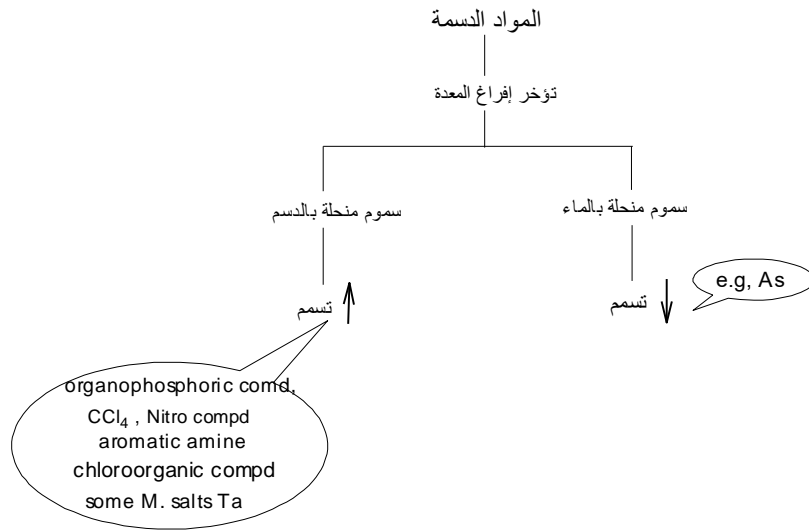 المواد الدسمة
تؤخر إفراغ المعدة
سموم منحلة بالماء
سموم منحلة بالدسم
تسمم
e.g, As
تسمم
organophosphoric comd,
CCl₄ , Nitro compd
aromatic amine
chloroorganic compd
some M. salts Ta